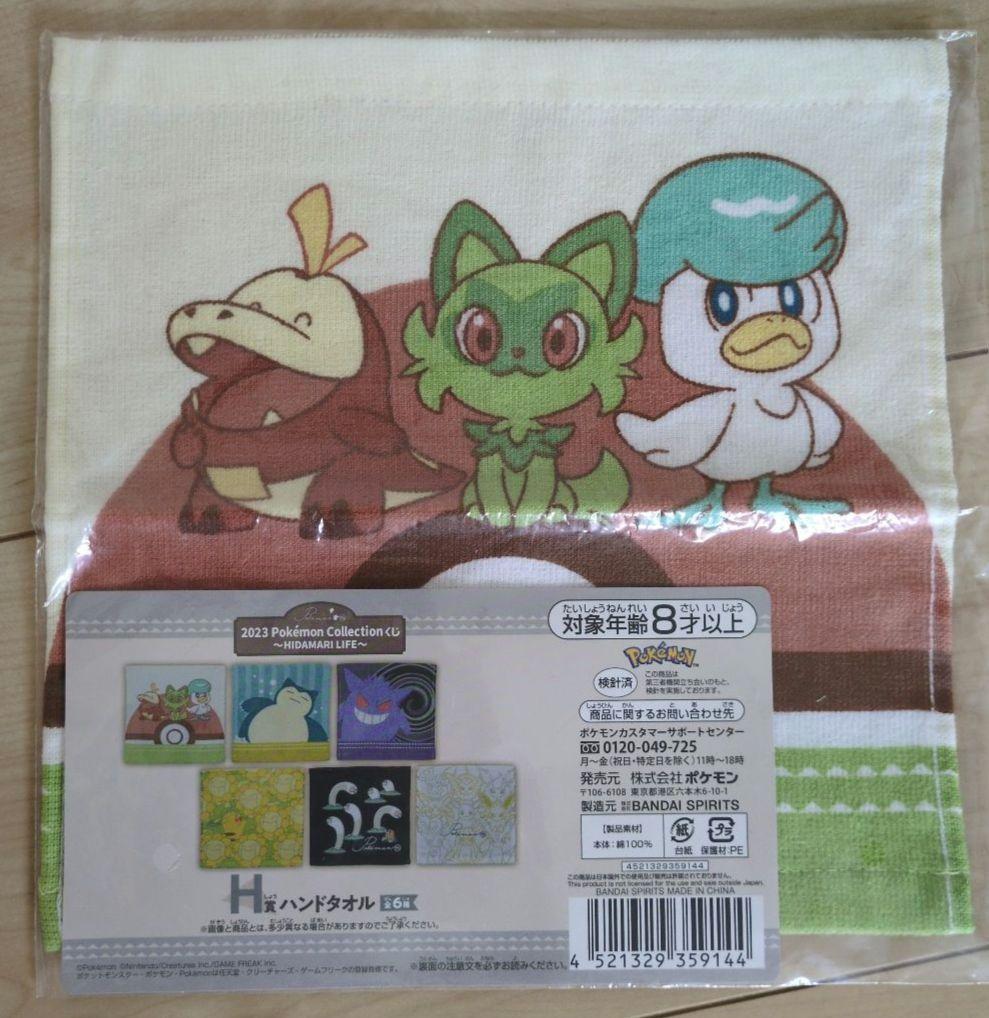 2023 Pokémon Collectionくじ
～HIDAMARI LIFE～
H賞 ハンドタオル 全6種
しょう
※画像と商品とは、多少異なる場合がありますのでご了承ください。
©Pokémon ©Nintendo/Creatures Inc./GAME FREAK inc.
ポケットモンスター・ポケモン・Pokémonは任天堂・クリーチャーズ・ゲームフリークの登録商標です。
※裏面の注意文を必ずお読みください。
たいしょうねんれい さいいじょう
対象年齢8才以上
POKéMON
検針済
この商品は
第三者機関立ち会いのもと、
検針を実施しております。
商品に関するお問い合わせ先
ポケモンカスタマーサポートセンター
0120-049-725
月～金(祝日・特定日を除く)11時～18時
発売元 株式会社ポケモン
〒106-6108 東京都港区六本木6-10-1
製造元 株式会社BANDAI SPIRITS
【製品素材】
本体:綿100%
紙
台紙
プラ
保護材:PE
4521329359144
この商品は日本国外での使用及び販売は許諾されておりません。
This product is not licensed for the use and sale outside Japan.
BANDAI SPIRITS MADE IN CHINA
4 521329 359144